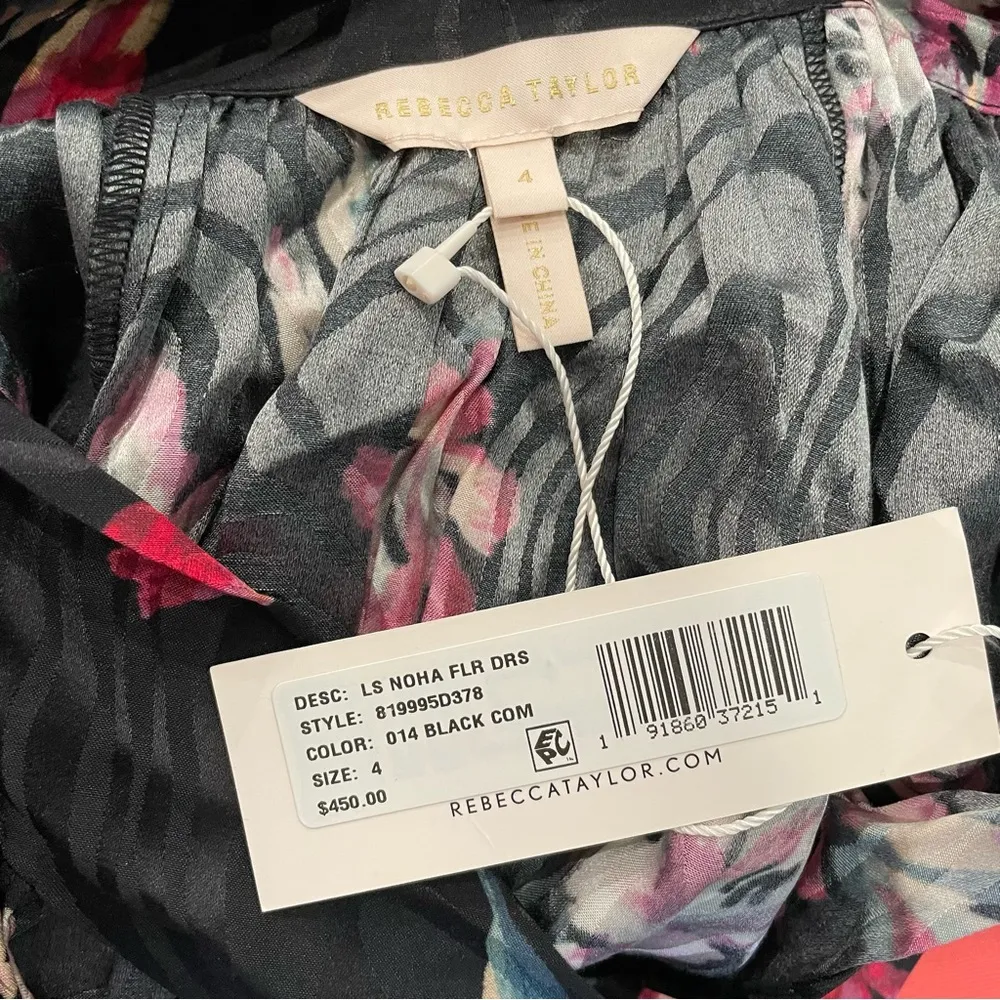 REBECCA TAYLOR
4
E IN CHINA
DESC: LS NOHA FLR DRS
STYLE: 819995D378
COLOR: 014 BLACK COM
SIZE: 4
$450.00
EPC
1 91860 37215 1
REBECCATAYLOR.COM